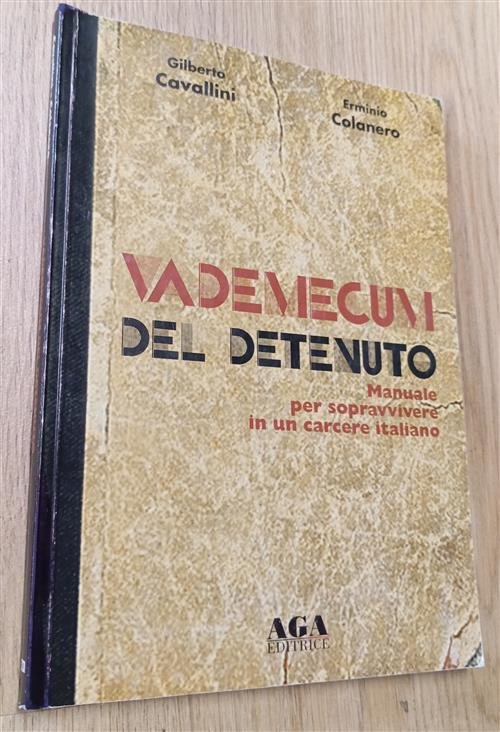 Gilberto
Cavallini
Erminio
Colanero
VADEMECUM
DEL DETENUTO
Manuale
per sopravvivere
in un carcere italiano
AGA
EDITRICE